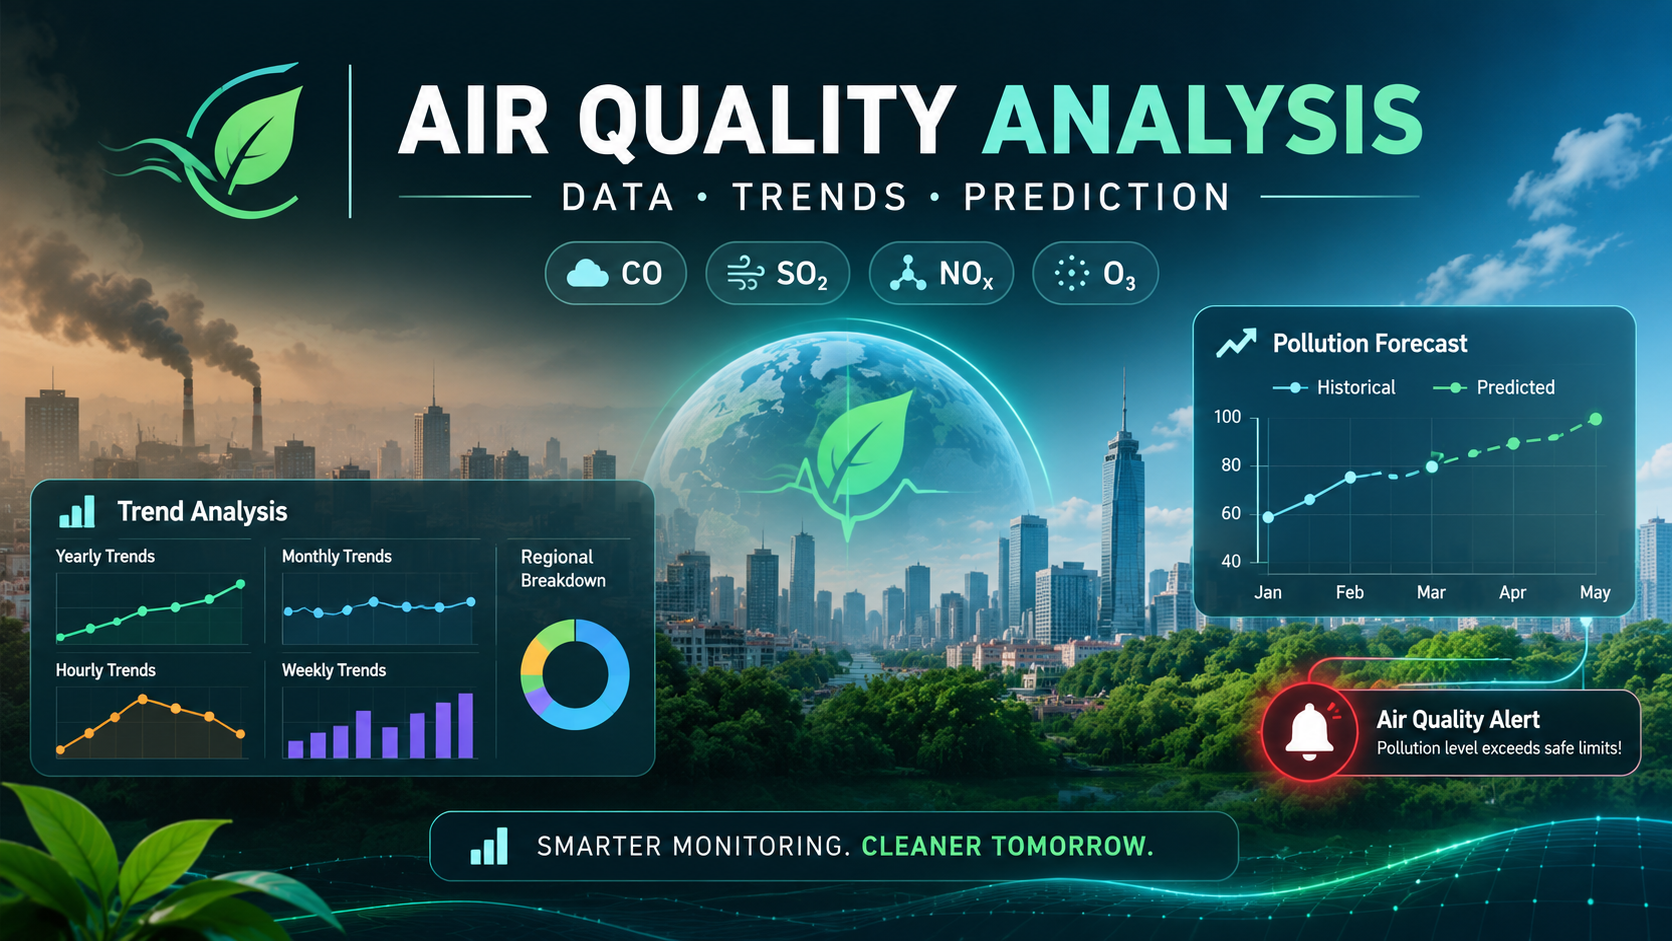 AIR QUALITY ANALYSIS
DATA • TRENDS • PREDICTION
CO
SO₂
NOₓ
O₃
Trend Analysis
Yearly Trends
Monthly Trends
Regional
Breakdown
Hourly Trends
Weekly Trends
Pollution Forecast
Historical
Predicted
100
80
60
40
Jan
Feb
Mar
Apr
May
Air Quality Alert
Pollution level exceeds safe limits!
SMARTER MONITORING. CLEANER TOMORROW.